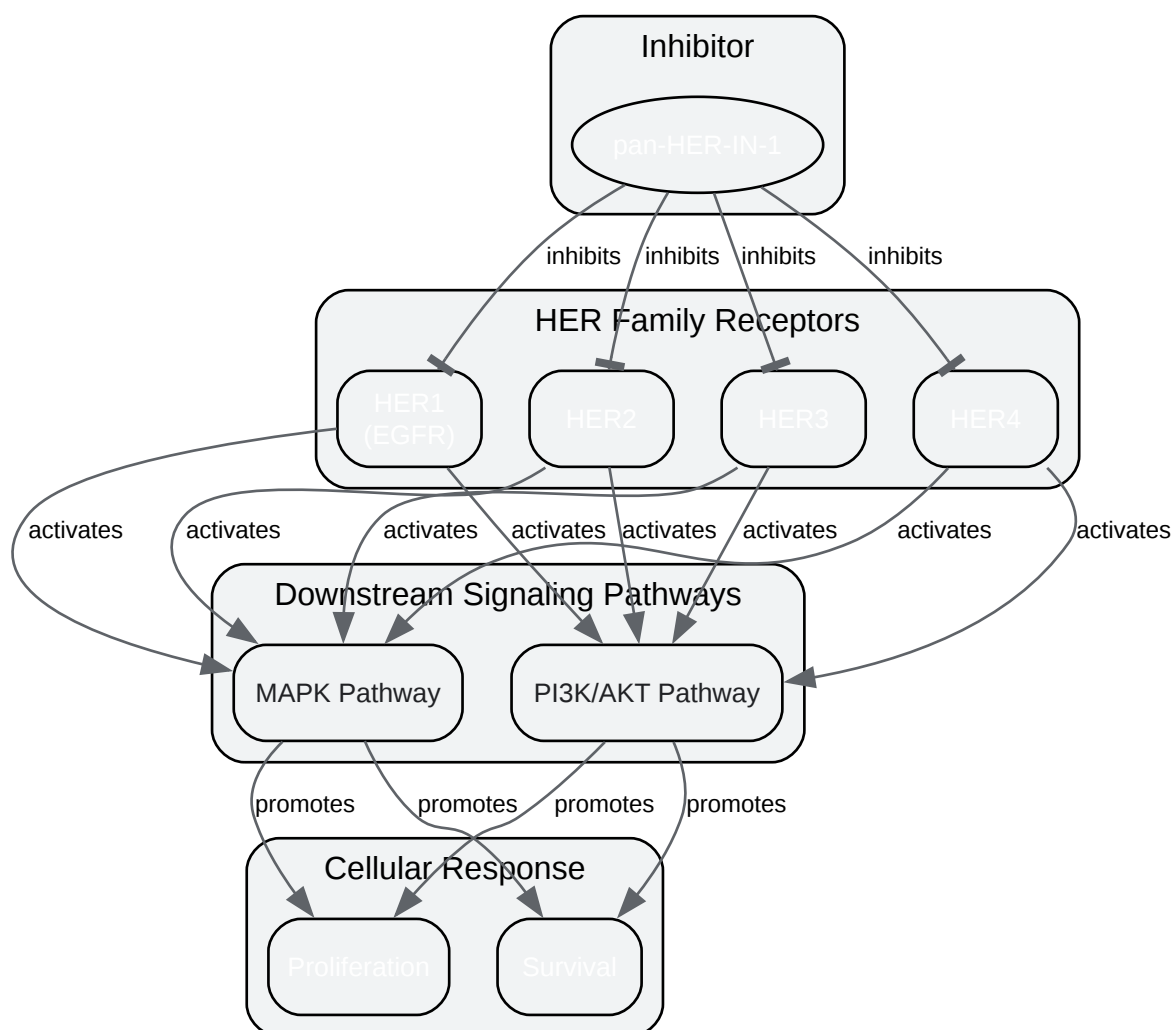 Inhibitor
pan-HER-IN-1
inhibits
inhibits
inhibits
inhibits
HER Family Receptors
HER1
(EGFR)
HER2
HER3
HER4
activates
activates
activates
activates
activates
activates
activates
activates
Downstream Signaling Pathways
MAPK Pathway
PI3K/AKT Pathway
promotes
promotes
promotes
promotes
Cellular Response
Proliferation
Survival